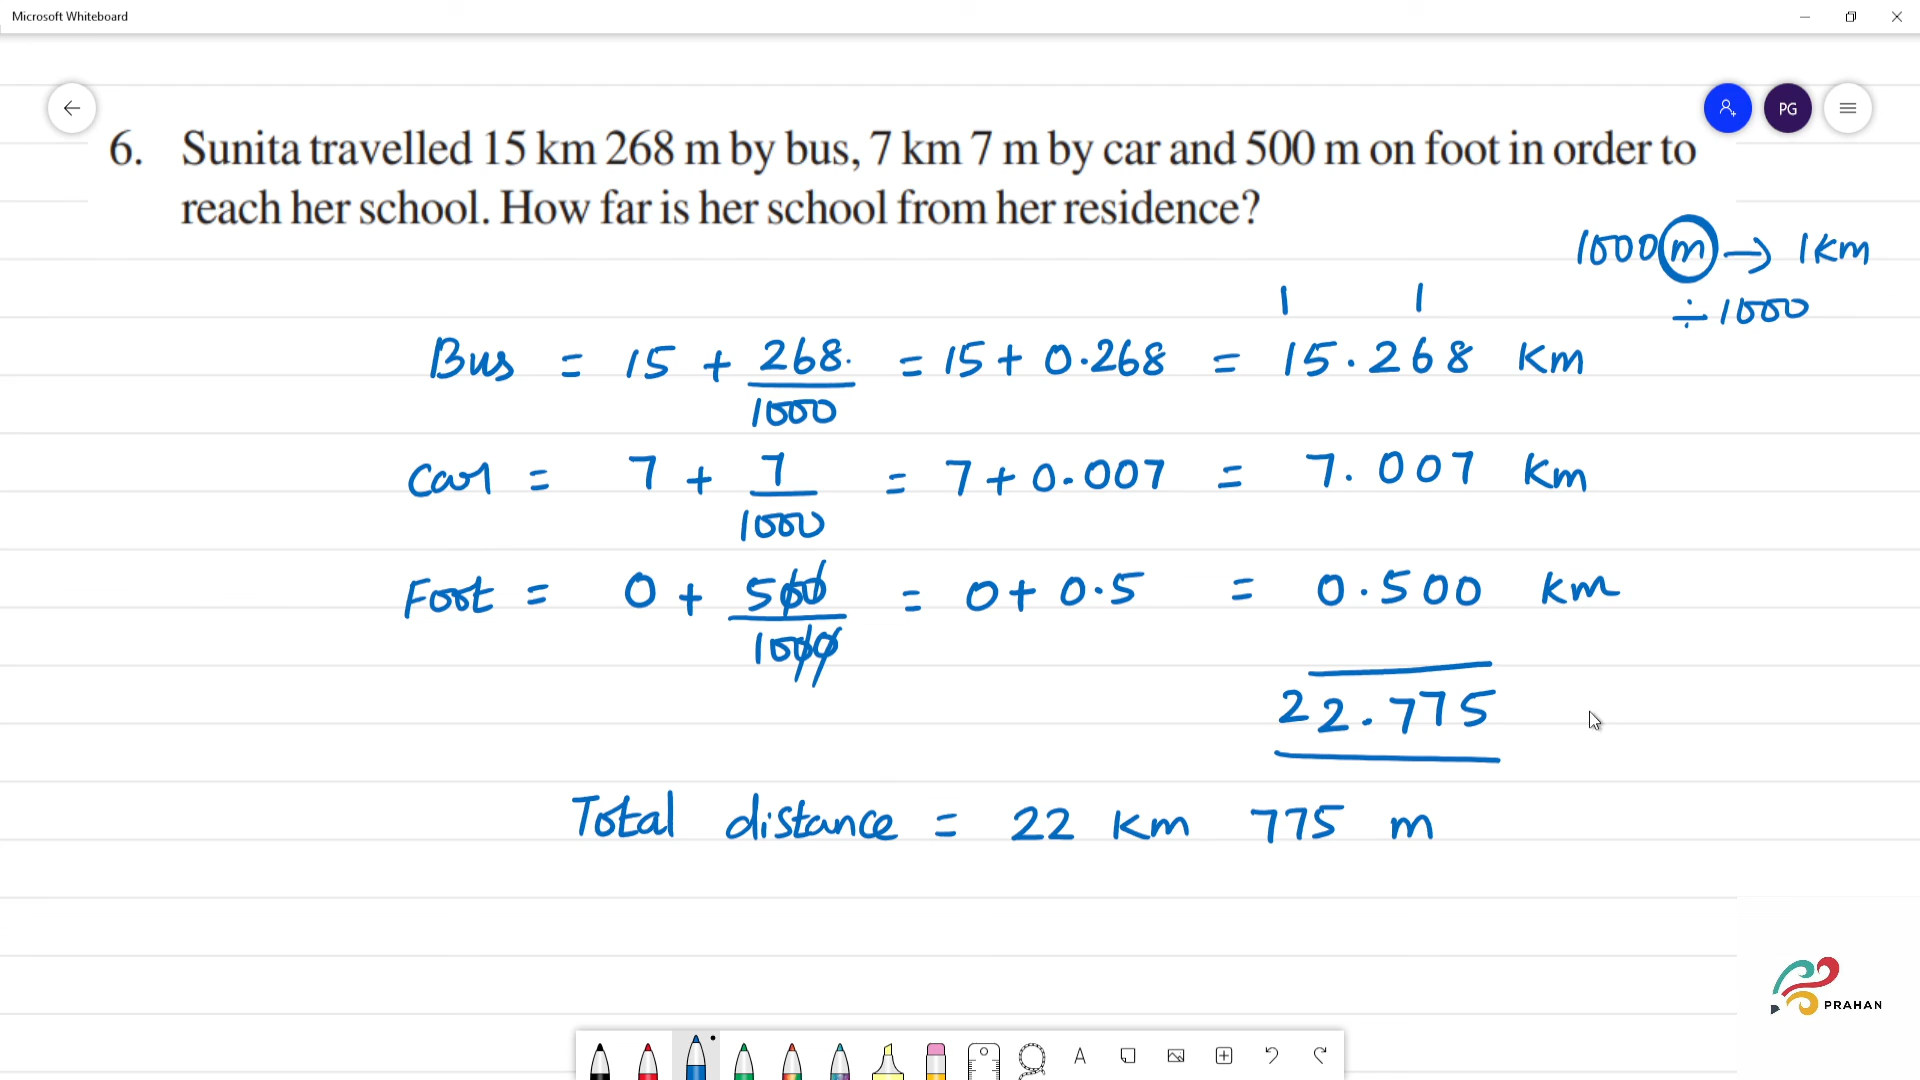 Microsoft Whiteboard
PG
6. Sunita travelled 15 km 268 m by bus, 7 km 7 m by car and 500 m on foot in order to
reach her school. How far is her school from her residence?
1000 m → 1 Km
÷ 1000
1 1
Bus = 15 + 268/1000 = 15 + 0.268 = 15.268 Km
Car = 7 + 7/1000 = 7 + 0.007 = 7.007 Km
Foot = 0 + 500/1000 = 0 + 0.5 = 0.500 km
22.775
Total distance = 22 Km 775 m
PRAHAN
A